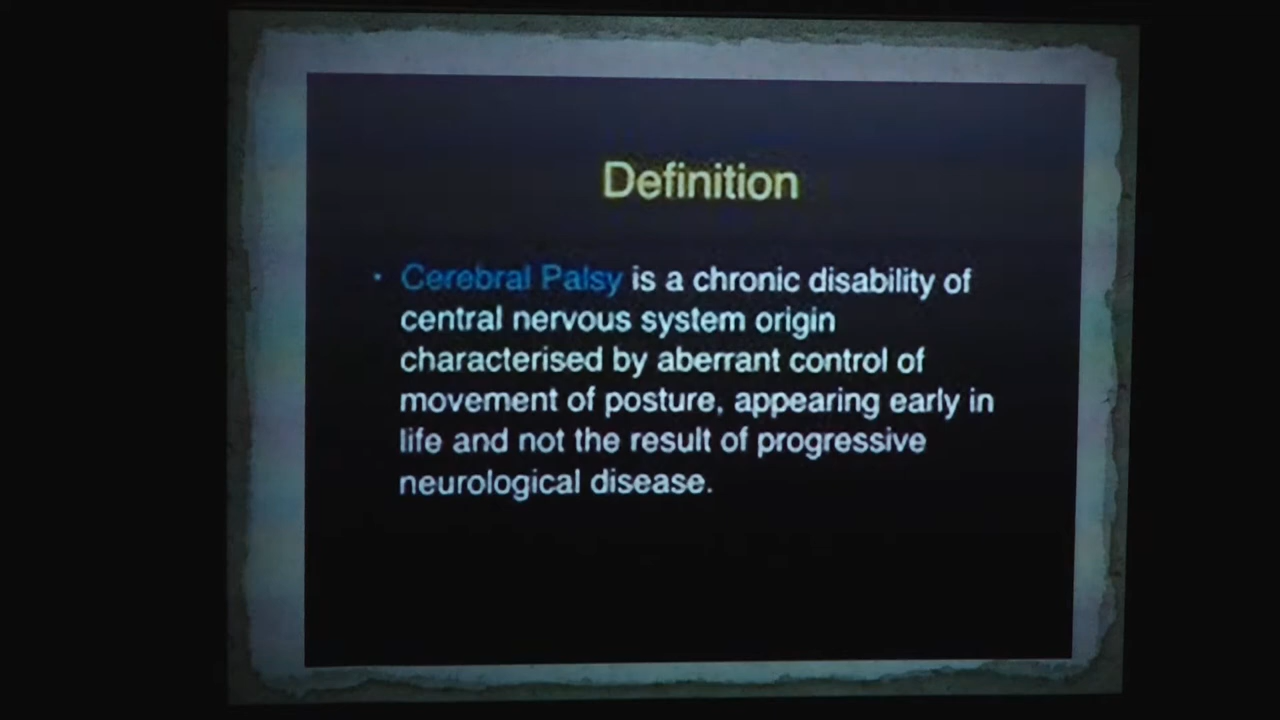 Definition
• Cerebral Palsy is a chronic disability of
central nervous system origin
characterised by aberrant control of
movement of posture, appearing early in
life and not the result of progressive
neurological disease.